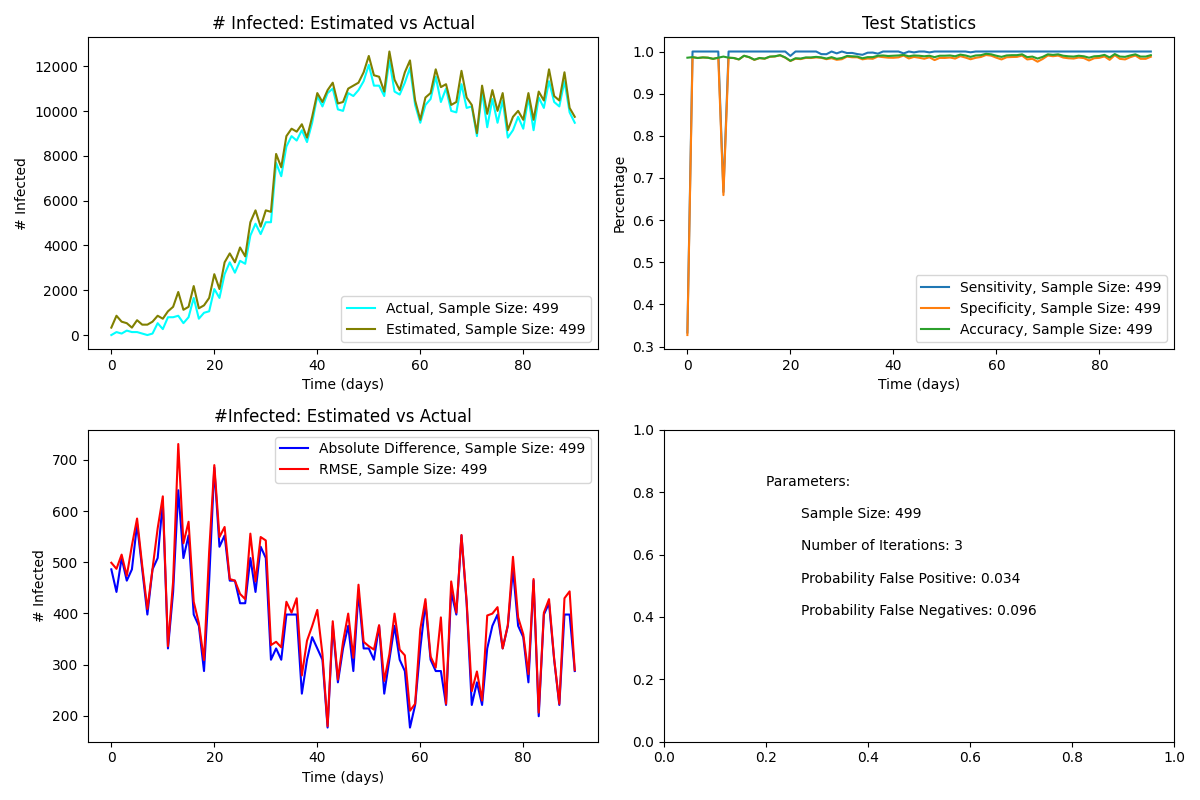 # Infected: Estimated vs Actual
# Infected
12000
10000
8000
6000
4000
2000
0
Actual, Sample Size: 499
Estimated, Sample Size: 499
0 20 40 60 80
Time (days)
Test Statistics
Percentage
1.0
0.9
0.8
0.7
0.6
0.5
0.4
0.3
Sensitivity, Sample Size: 499
Specificity, Sample Size: 499
Accuracy, Sample Size: 499
0 20 40 60 80
Time (days)
#Infected: Estimated vs Actual
# Infected
700
600
500
400
300
200
Absolute Difference, Sample Size: 499
RMSE, Sample Size: 499
0 20 40 60 80
Time (days)
1.0
0.8
0.6
0.4
0.2
0.0
Parameters:
Sample Size: 499
Number of Iterations: 3
Probability False Positive: 0.034
Probability False Negatives: 0.096
0.0 0.2 0.4 0.6 0.8 1.0